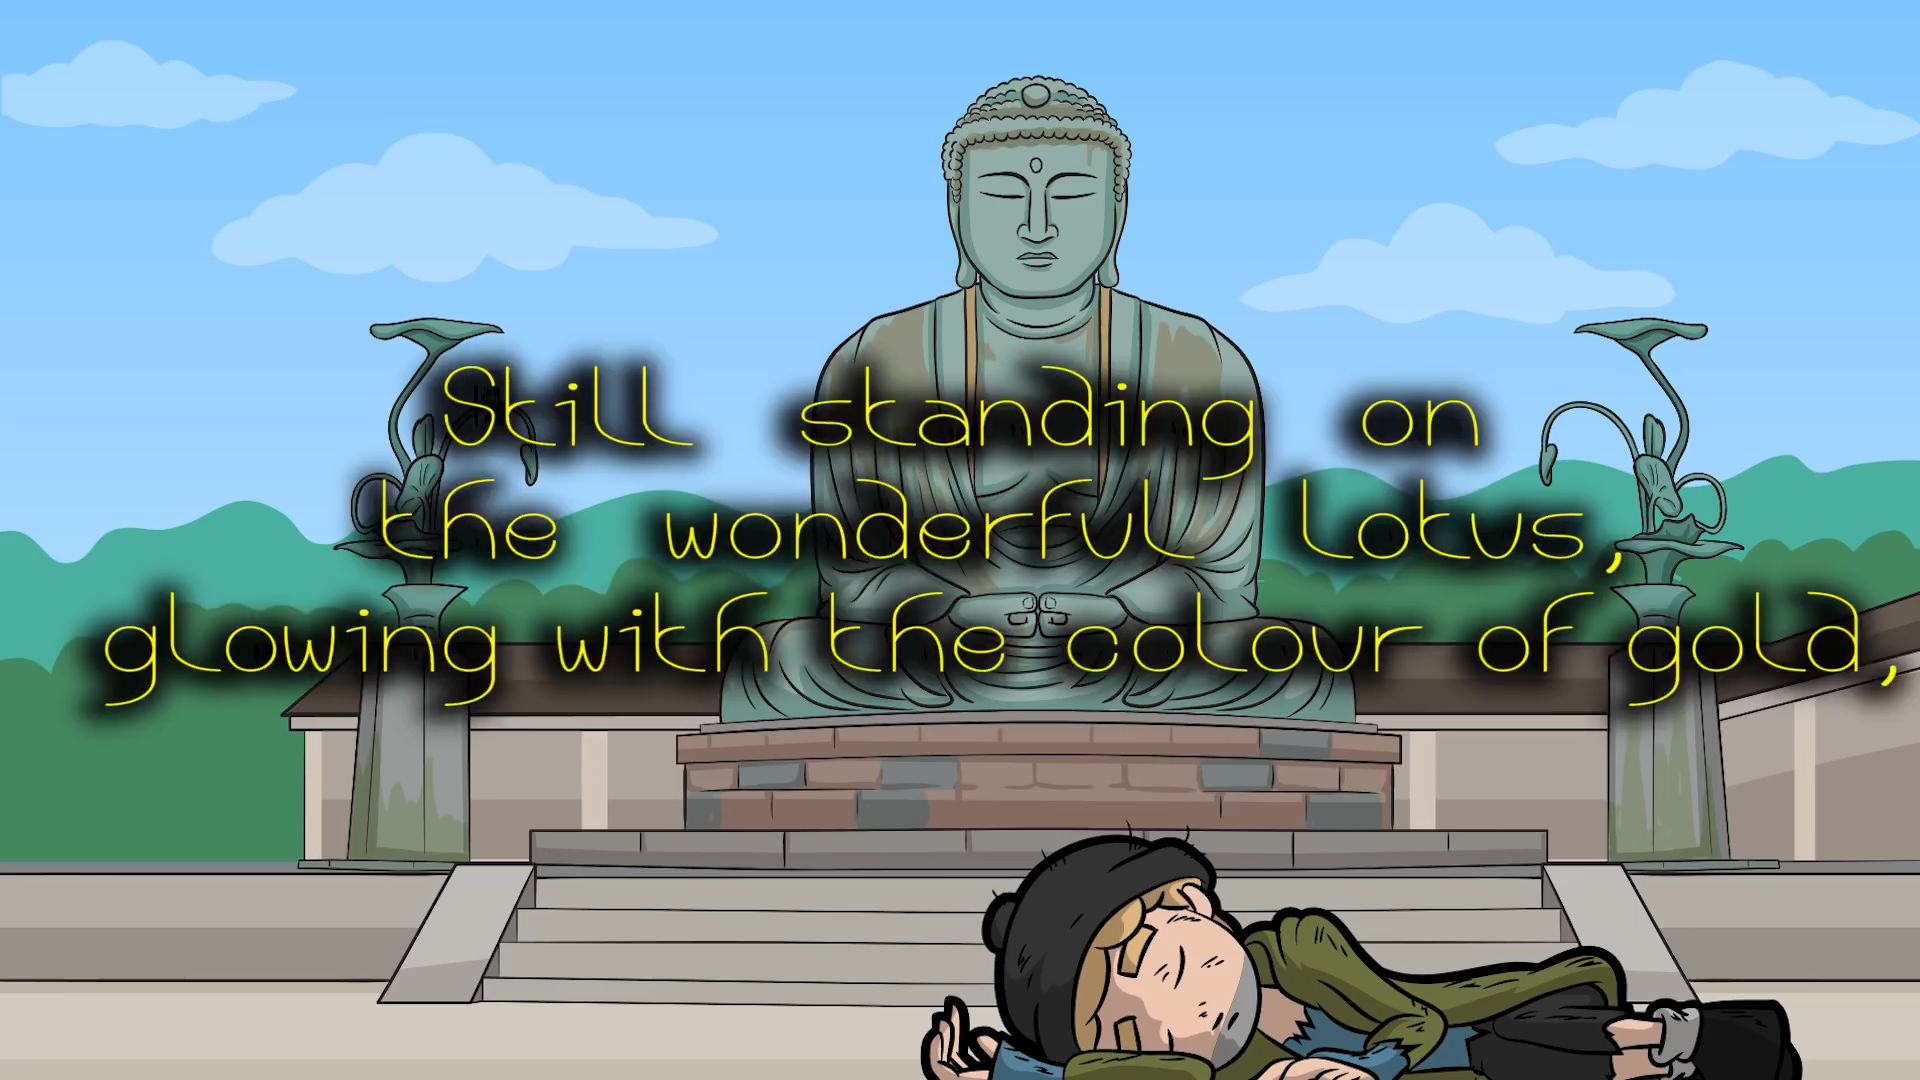 Still standing on
the wonderful lotus,
glowing with the colour of gold,